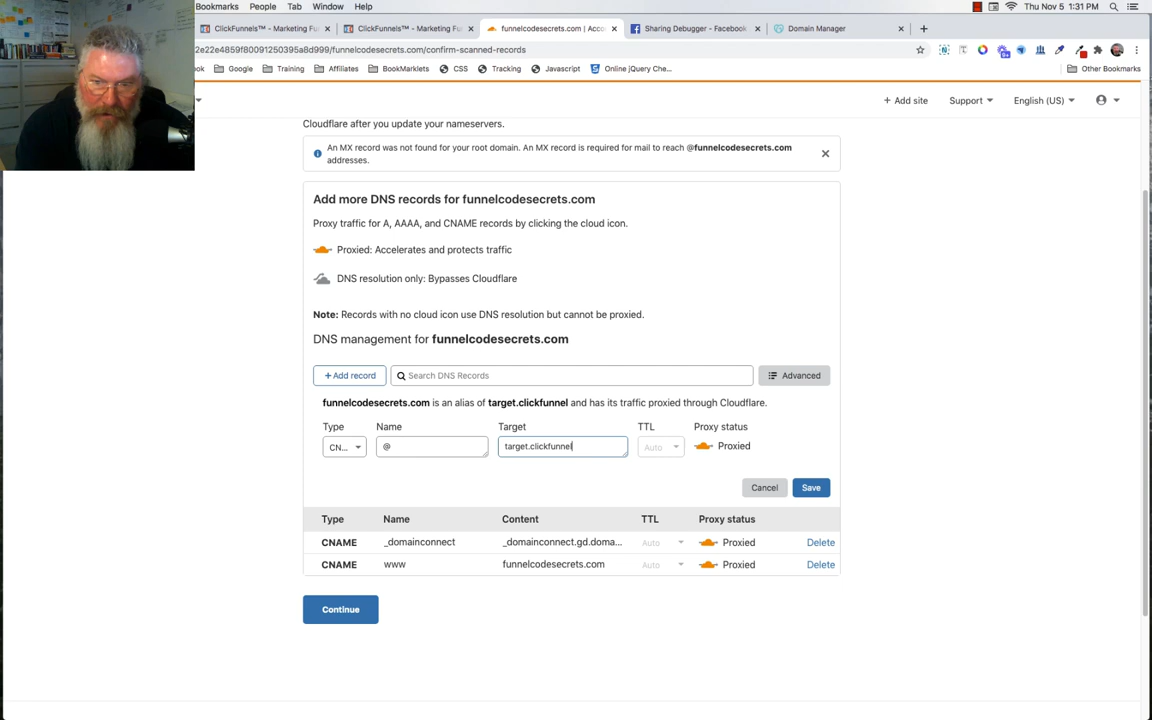 Bookmarks People Tab Window Help
Thu Nov 5 1:31 PM
ClickFunnels™ - Marketing Fu
ClickFunnels™ - Marketing Fu
funnelcodesecrets.com | Acco
Sharing Debugger - Facebook
Domain Manager
2e22e4859f80091250395a8d999/funnelcodesecrets.com/confirm-scanned-records
ok Google Training Affiliates BookMarklets CSS Tracking Javascript Online jQuery Che...
Other Bookmarks
+ Add site Support English (US)
Cloudflare after you update your nameservers.
An MX record was not found for your root domain. An MX record is required for mail to reach @funnelcodesecrets.com
addresses.
Add more DNS records for funnelcodesecrets.com
Proxy traffic for A, AAAA, and CNAME records by clicking the cloud icon.
Proxied: Accelerates and protects traffic
DNS resolution only: Bypasses Cloudflare
Note: Records with no cloud icon use DNS resolution but cannot be proxied.
DNS management for funnelcodesecrets.com
+ Add record
Search DNS Records
Advanced
funnelcodesecrets.com is an alias of target.clickfunnel and has its traffic proxied through Cloudflare.
Type Name Target TTL Proxy status
CN... @ target.clickfunnel Auto Proxied
Cancel Save
Type Name Content TTL Proxy status
CNAME _domainconnect _domainconnect.gd.doma... Auto Proxied Delete
CNAME www funnelcodesecrets.com Auto Proxied Delete
Continue